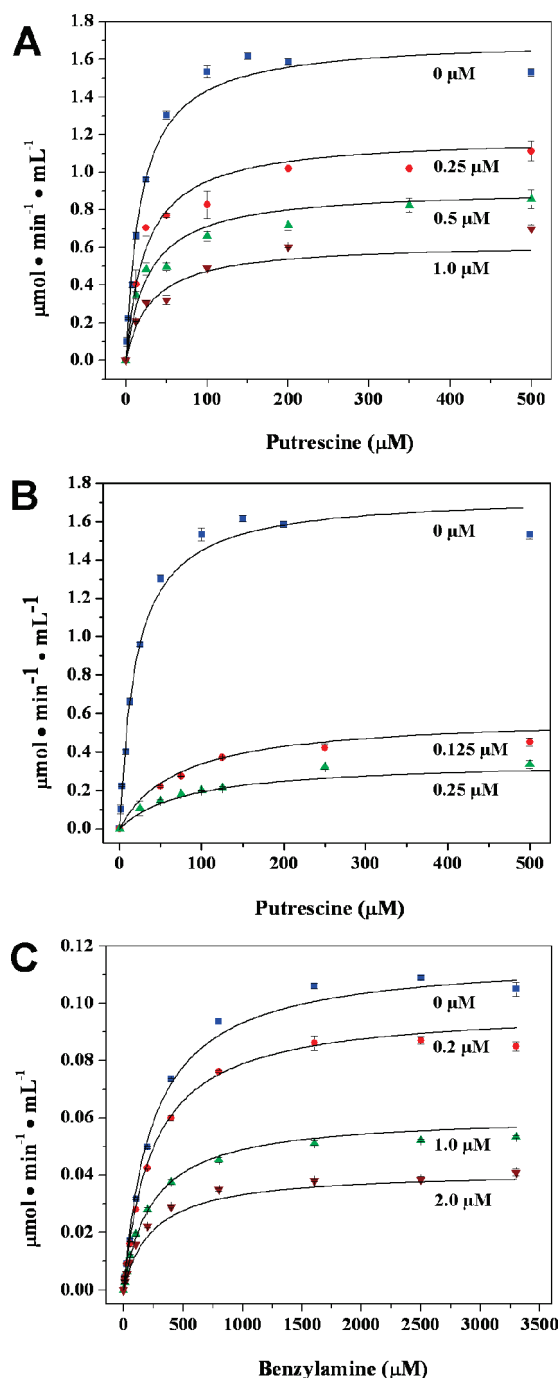 A
1.8
1.6
1.4
1.2
1.0
0.8
0.6
0.4
0.2
0.0
μmol • min⁻¹ • mL⁻¹
0 μM
0.25 μM
0.5 μM
1.0 μM
0 100 200 300 400 500
Putrescine (μM)
B
1.8
1.6
1.4
1.2
1.0
0.8
0.6
0.4
0.2
0.0
μmol • min⁻¹ • mL⁻¹
0 μM
0.125 μM
0.25 μM
0 100 200 300 400 500
Putrescine (μM)
C
0.12
0.10
0.08
0.06
0.04
0.02
0.00
μmol • min⁻¹ • mL⁻¹
0 μM
0.2 μM
1.0 μM
2.0 μM
0 500 1000 1500 2000 2500 3000 3500
Benzylamine (μM)